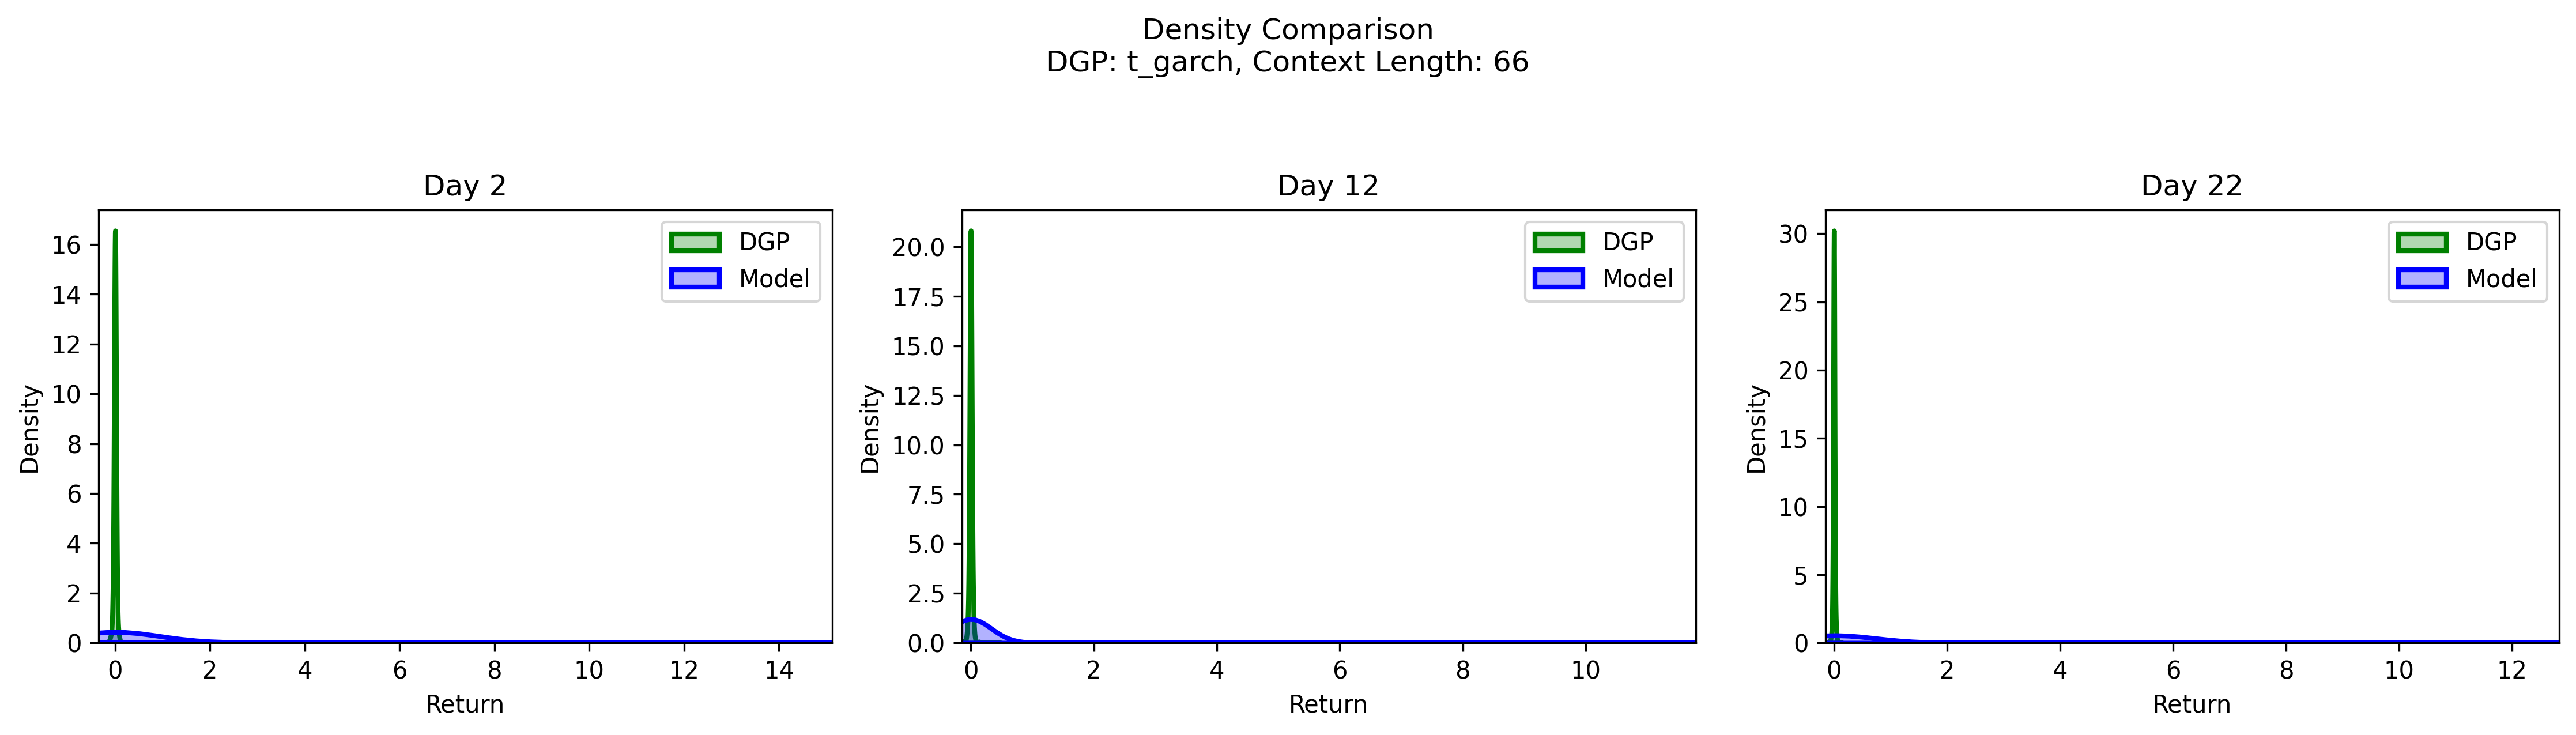 Density Comparison
DGP: t_garch, Context Length: 66
Day 2
16
14
12
10
8
6
4
2
0
Density
0 2 4 6 8 10 12 14
Return
DGP
Model
Day 12
20.0
17.5
15.0
12.5
10.0
7.5
5.0
2.5
0.0
Density
0 2 4 6 8 10
Return
DGP
Model
Day 22
30
25
20
15
10
5
0
Density
0 2 4 6 8 10 12
Return
DGP
Model